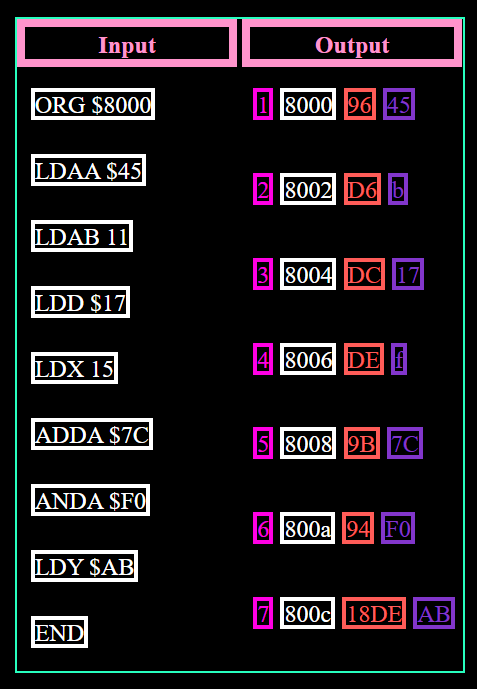 Input Output
ORG $8000
LDAA $45
LDAB 11
LDD $17
LDX 15
ADDA $7C
ANDA $F0
LDY $AB
END
1 8000 96 45
2 8002 D6 b
3 8004 DC 17
4 8006 DE f
5 8008 9B 7C
6 800a 94 F0
7 800c 18DE AB